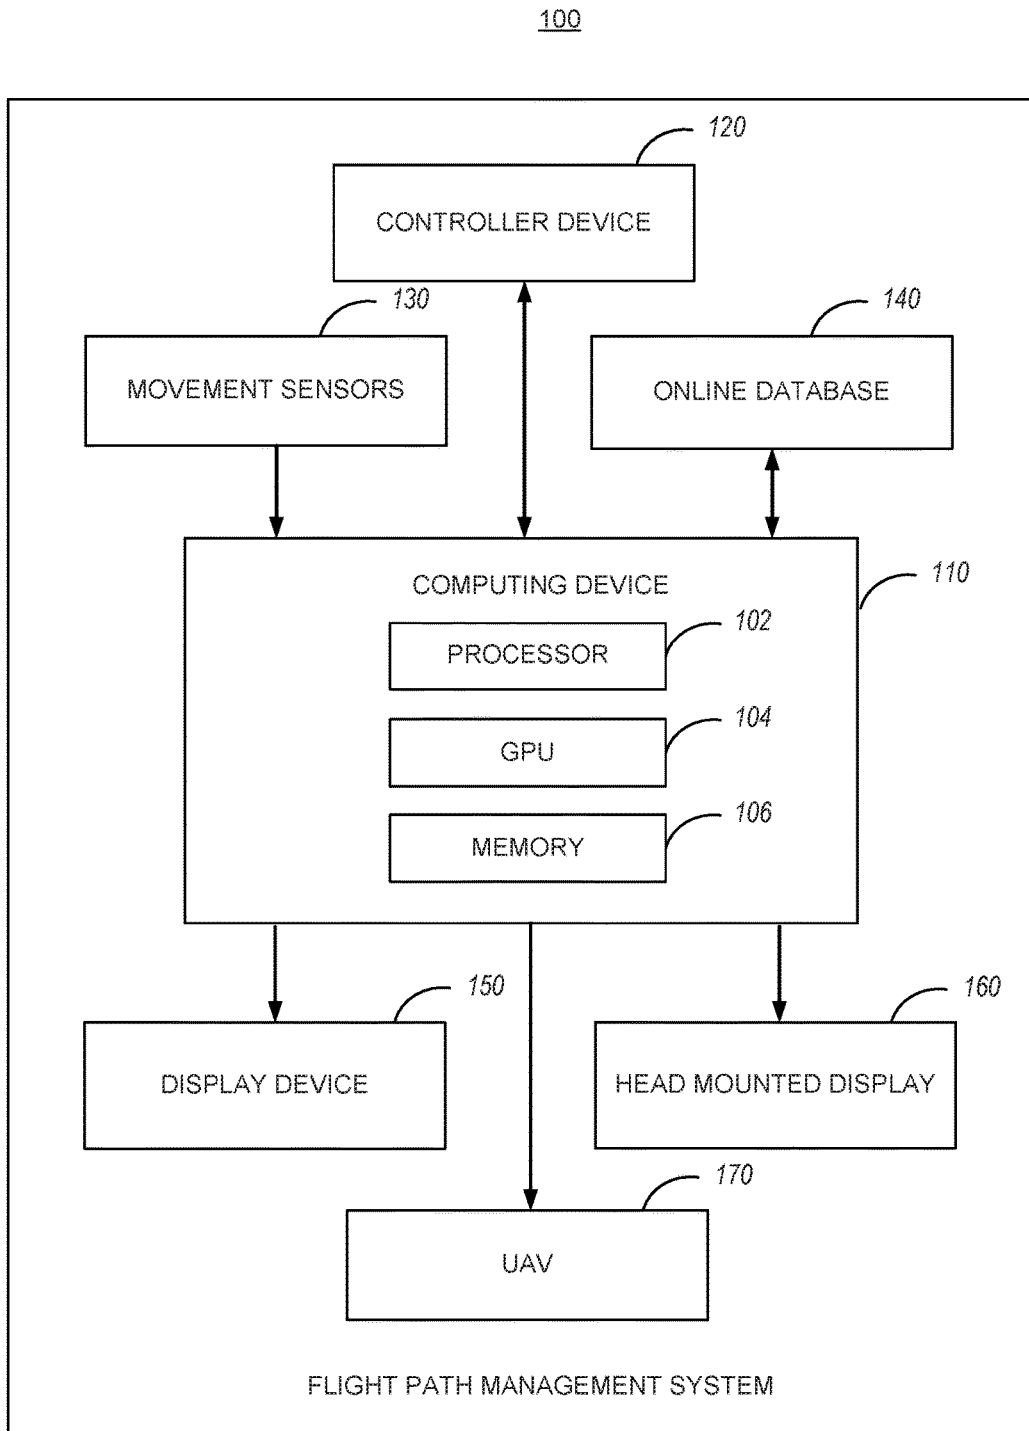 100
120
CONTROLLER DEVICE
130
140
MOVEMENT SENSORS
ONLINE DATABASE
COMPUTING DEVICE
110
PROCESSOR
102
GPU
104
MEMORY
106
150
160
DISPLAY DEVICE
HEAD MOUNTED DISPLAY
170
UAV
FLIGHT PATH MANAGEMENT SYSTEM